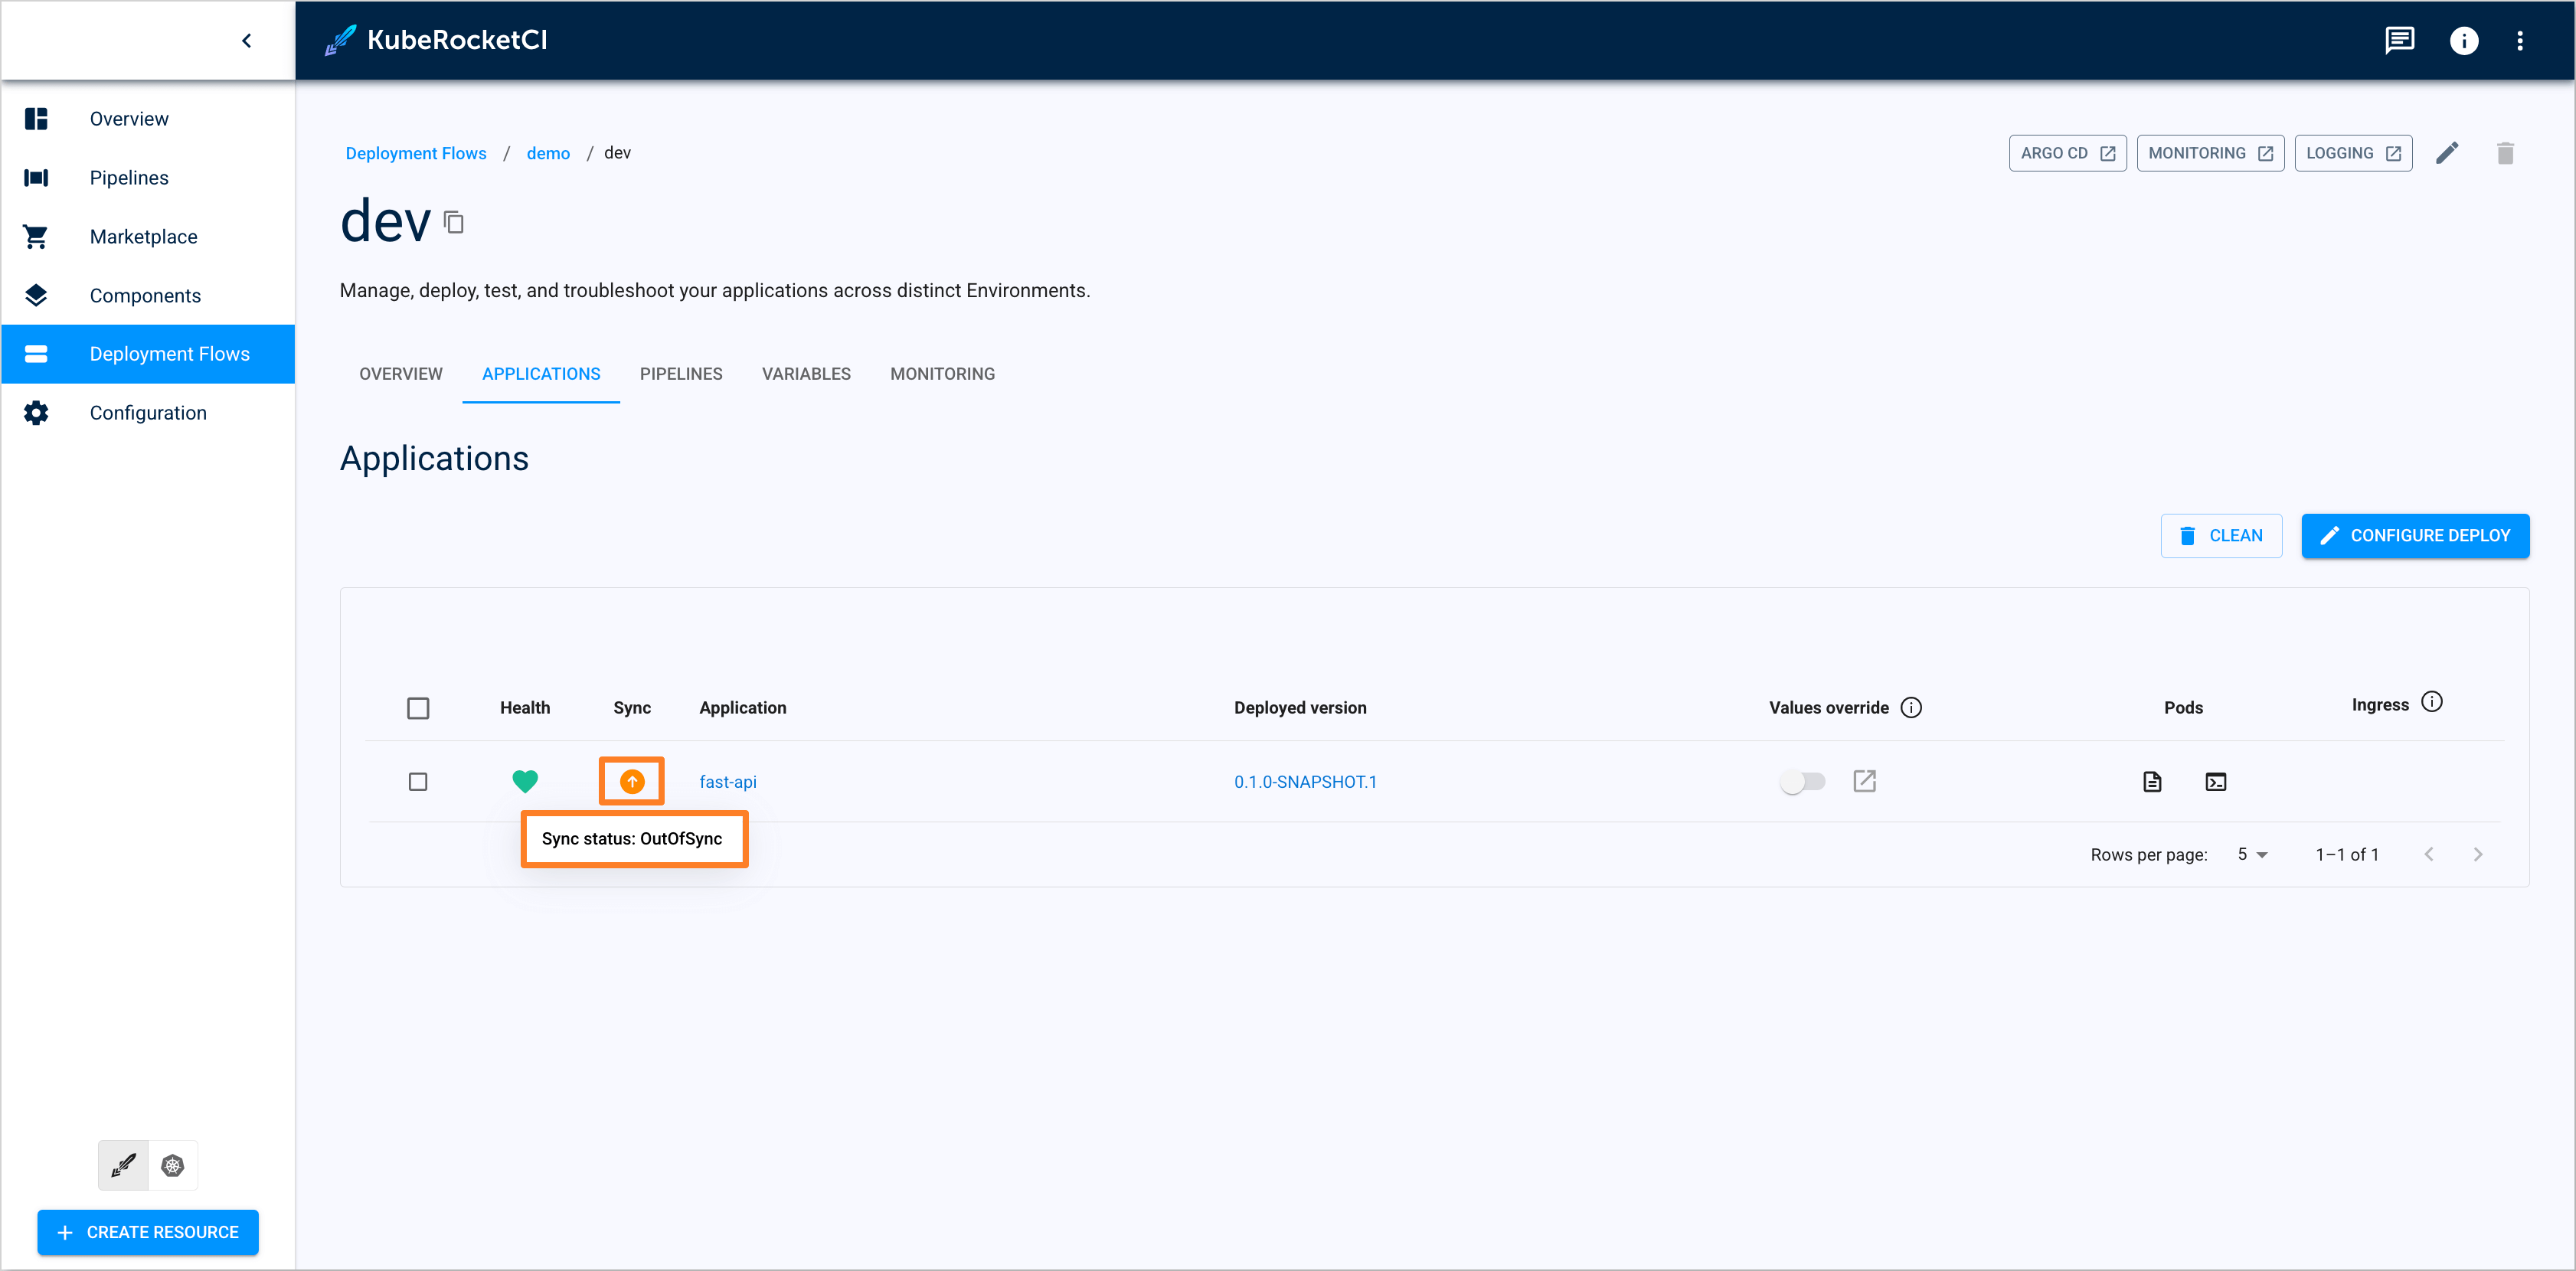 KubeRocketCI
Overview
Pipelines
Marketplace
Components
Deployment Flows
Configuration
CREATE RESOURCE
Deployment Flows / demo / dev
ARGO CD
MONITORING
LOGGING
dev
Manage, deploy, test, and troubleshoot your applications across distinct Environments.
OVERVIEW APPLICATIONS PIPELINES VARIABLES MONITORING
Applications
CLEAN
CONFIGURE DEPLOY
Health Sync Application Deployed version Values override Pods Ingress
fast-api 0.1.0-SNAPSHOT.1
Sync status: OutOfSync
Rows per page: 5 1–1 of 1